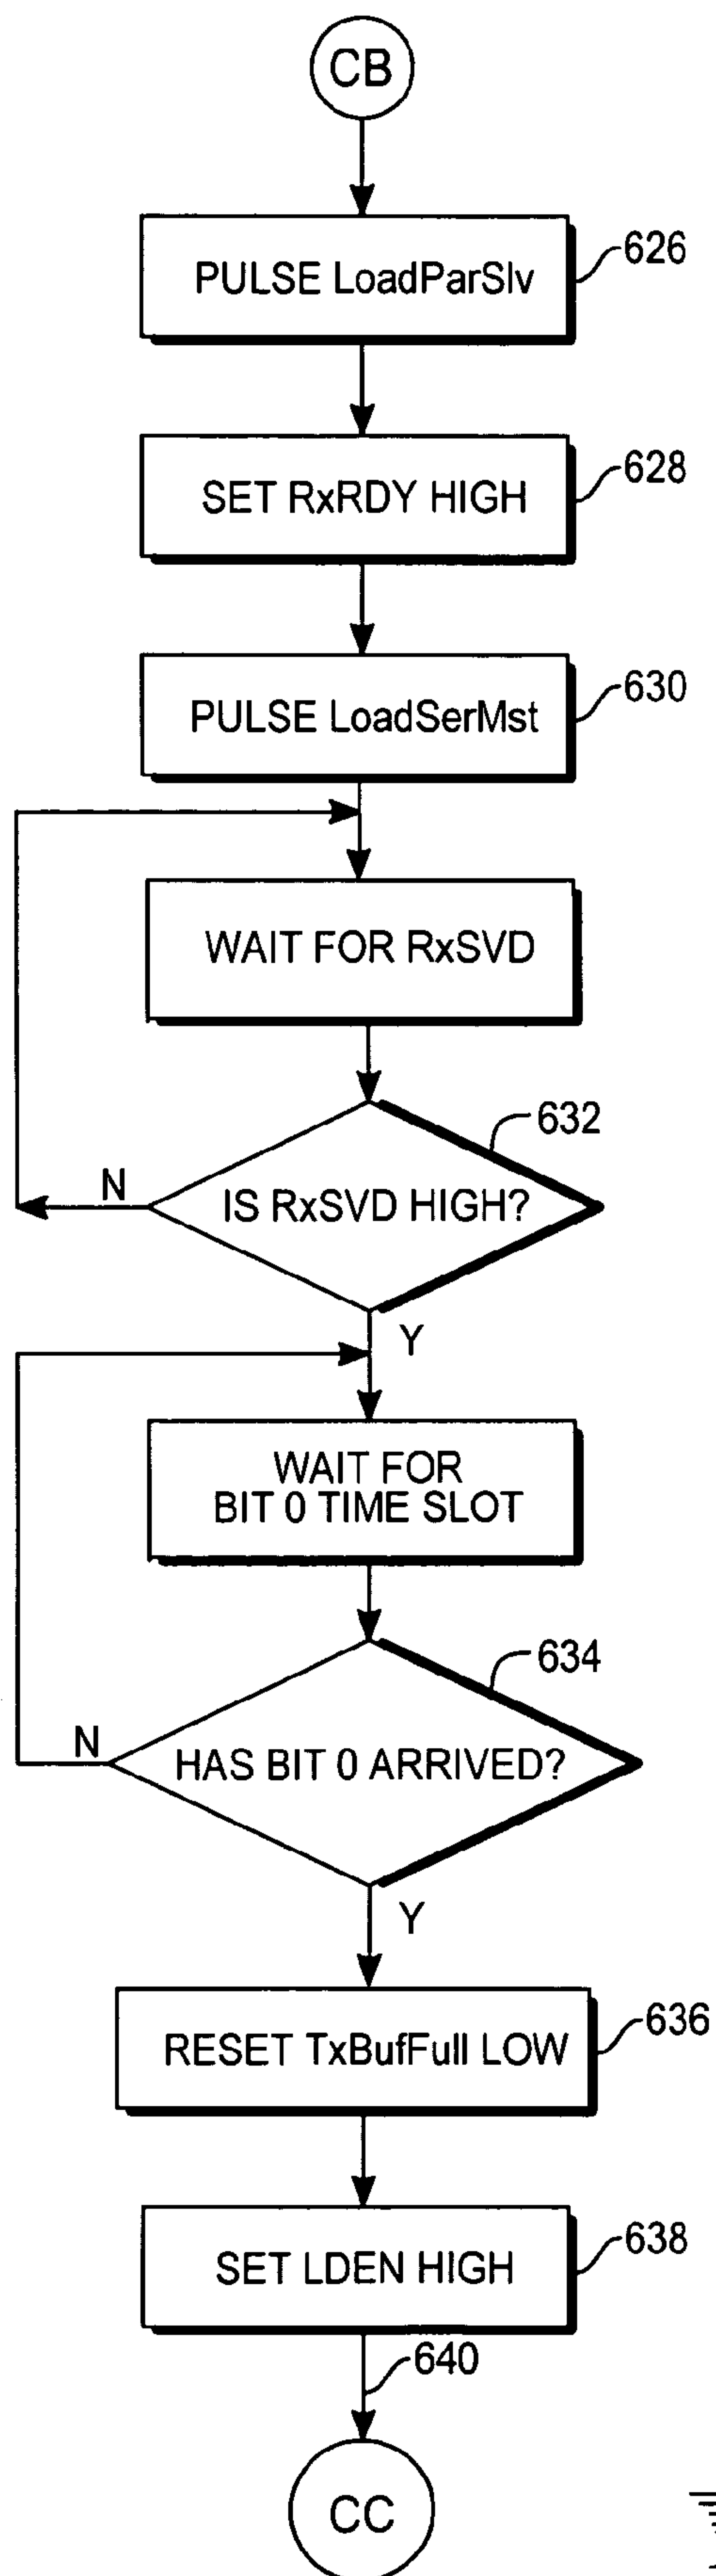 CB
PULSE LoadParSlv
626
SET RxRDY HIGH
628
PULSE LoadSerMst
630
WAIT FOR RxSVD
632
IS RxSVD HIGH?
N
Y
WAIT FOR
BIT 0 TIME SLOT
634
HAS BIT 0 ARRIVED?
N
Y
RESET TxBufFull LOW
636
SET LDEN HIGH
638
640
CC